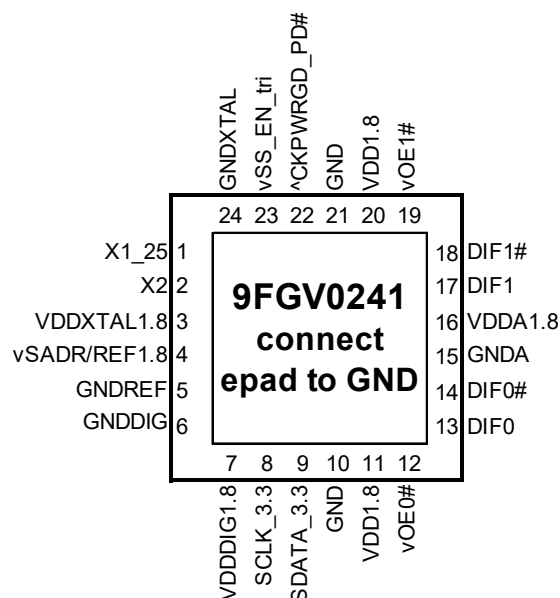 GNDXTAL
vSS_EN_tri
^CKPWRGD_PD#
GND
VDD1.8
vOE1#
24 23 22 21 20 19
X1_25 1
X2 2
VDDXTAL1.8 3
vSADR/REF1.8 4
GNDREF 5
GNDDIG 6
9FGV0241
connect
epad to GND
18 DIF1#
17 DIF1
16 VDDA1.8
15 GNDA
14 DIF0#
13 DIF0
7 8 9 10 11 12
VDDDIG1.8
SCLK_3.3
SDATA_3.3
GND
VDD1.8
vOE0#